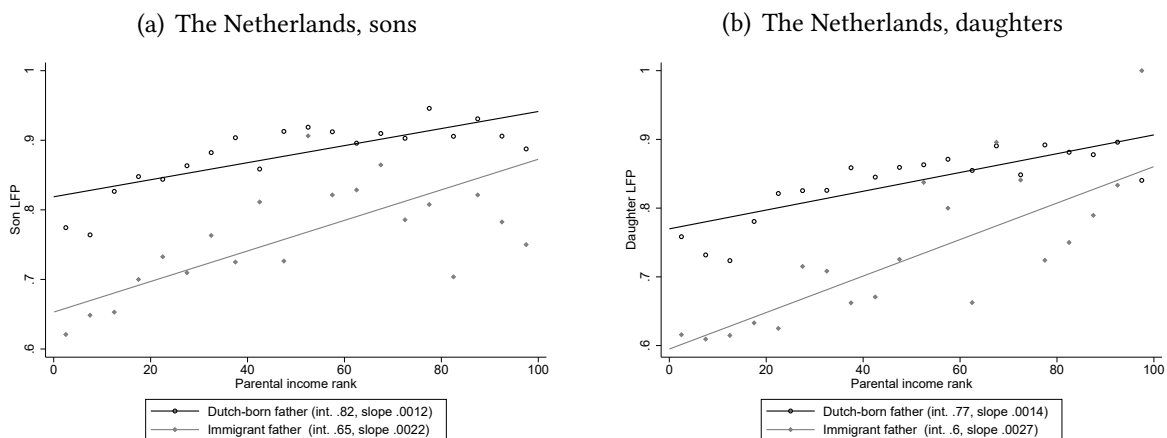 (a) The Netherlands, sons
1
.9
.8
.7
.6
Son LFP
0 20 40 60 80 100
Parental income rank
Dutch-born father (int. .82, slope .0012)
Immigrant father (int. .65, slope .0022)
(b) The Netherlands, daughters
1
.9
.8
.7
.6
Daughter LFP
0 20 40 60 80 100
Parental income rank
Dutch-born father (int. .77, slope .0014)
Immigrant father (int. .6, slope .0027)